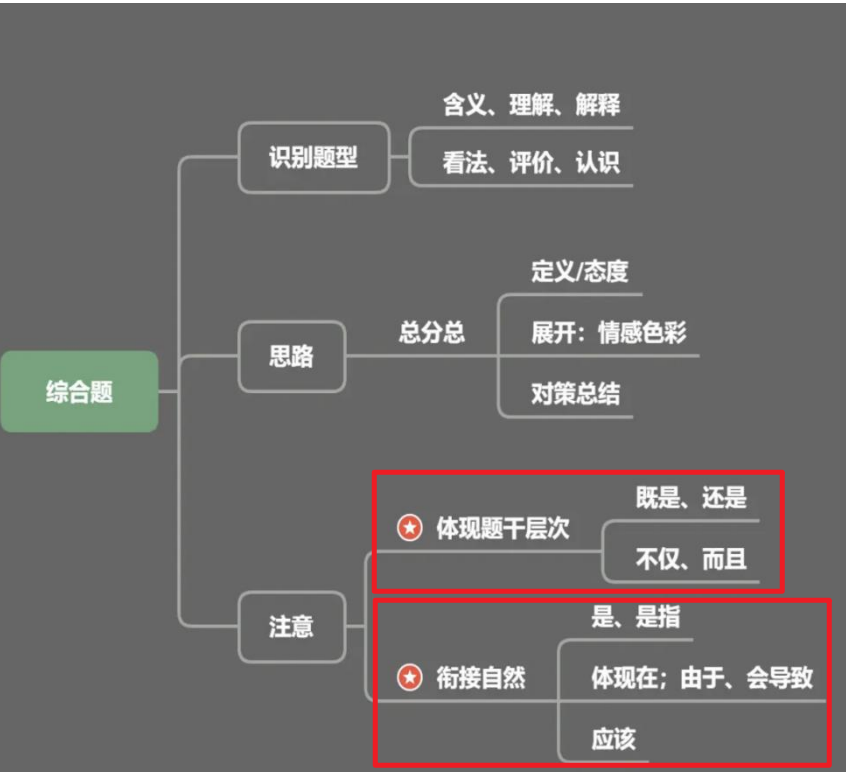 综合题
识别题型
含义、理解、解释
看法、评价、认识
思路
总分总
定义/态度
展开：情感色彩
对策总结
注意
体现题干层次
既是、还是
不仅、而且
衔接自然
是、是指
体现在；由于、会导致
应该